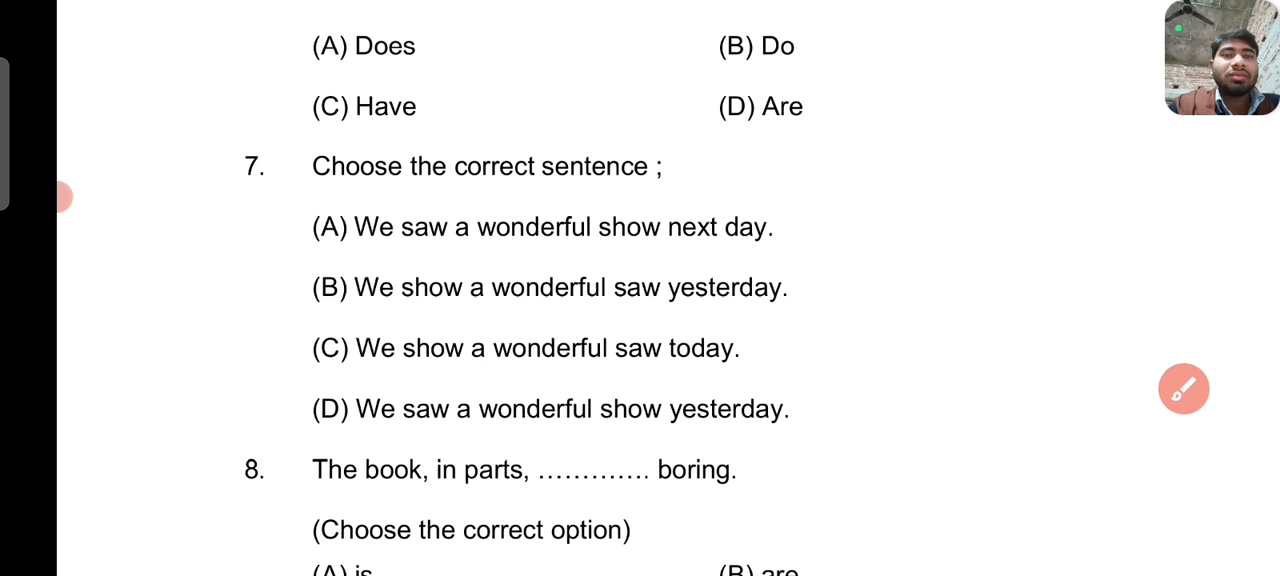 (A) Does (B) Do
(C) Have (D) Are
7. Choose the correct sentence ;
(A) We saw a wonderful show next day.
(B) We show a wonderful saw yesterday.
(C) We show a wonderful saw today.
(D) We saw a wonderful show yesterday.
8. The book, in parts, ............. boring.
(Choose the correct option)
(A) is (B) are